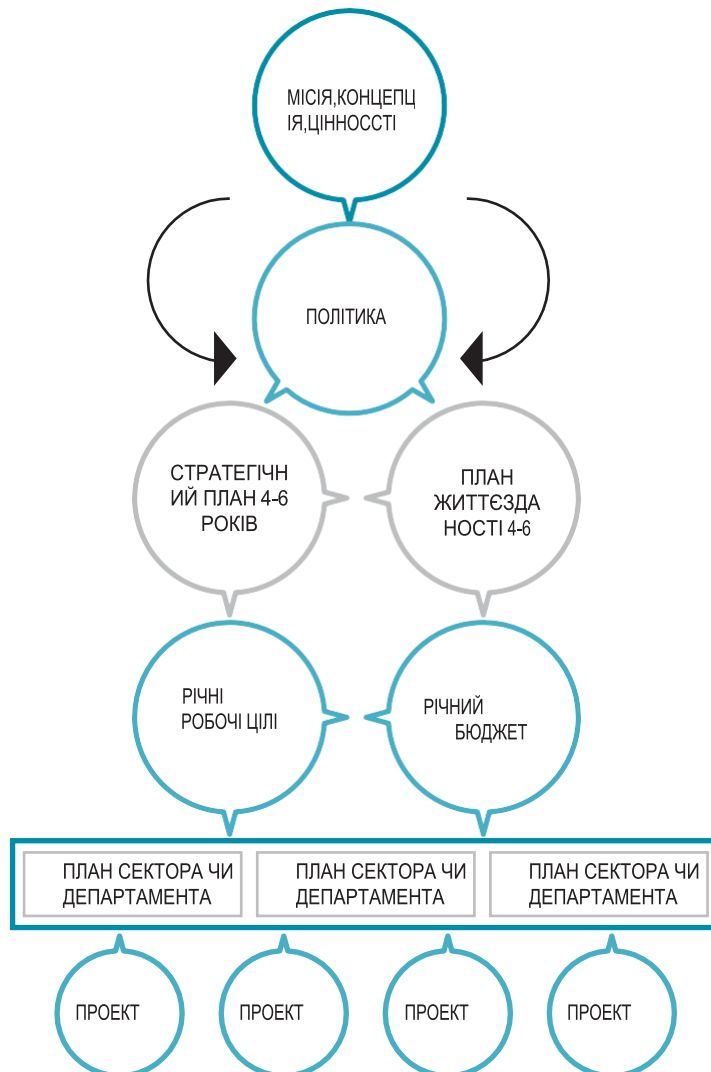 МІСІЯ,КОНЦЕПЦ
ІЯ,ЦІННОССТІ
ПОЛІТИКА
СТРАТЕГІЧН
ИЙ ПЛАН 4-6
РОКІВ
ПЛАН
ЖИТТЄЗДА
НОСТІ 4-6
РІЧНІ
РОБОЧІ ЦІЛІ
РІЧНИЙ
БЮДЖЕТ
ПЛАН СЕКТОРА ЧИ
ДЕПАРТАМЕНТА
ПЛАН СЕКТОРА ЧИ
ДЕПАРТАМЕНТА
ПЛАН СЕКТОРА ЧИ
ДЕПАРТАМЕНТА
ПРОЕКТ
ПРОЕКТ
ПРОЕКТ
ПРОЕКТ